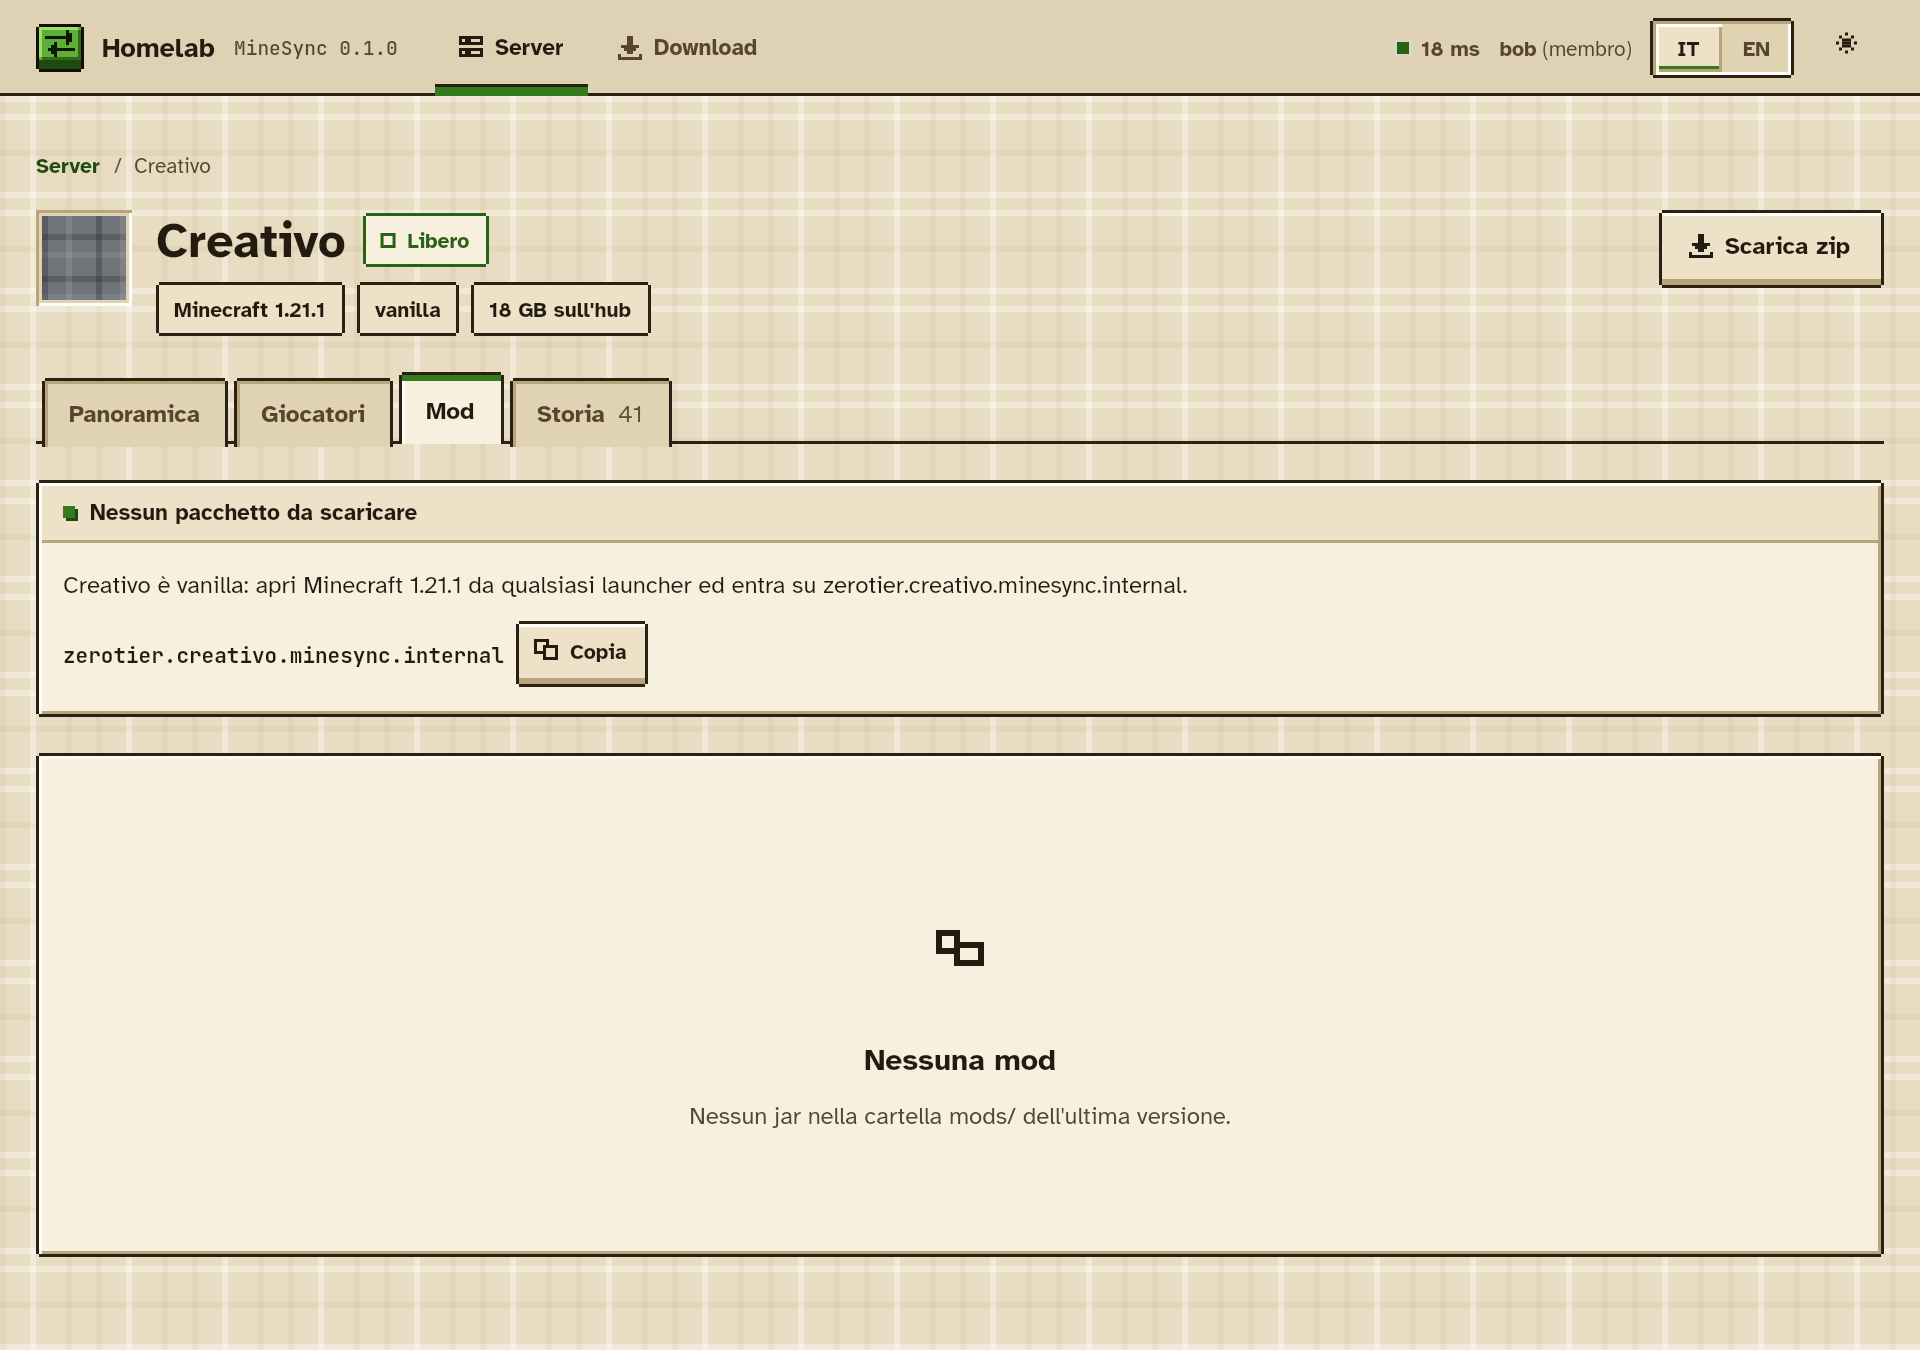 Homelab MineSync 0.1.0 Server Download 18 ms bob (membro) IT EN
Server / Creativo
Creativo Libero
Scarica zip
Minecraft 1.21.1 vanilla 18 GB sull'hub
Panoramica Giocatori Mod Storia 41
Nessun pacchetto da scaricare
Creativo è vanilla: apri Minecraft 1.21.1 da qualsiasi launcher ed entra su zerotier.creativo.minesync.internal.
zerotier.creativo.minesync.internal Copia
Nessuna mod
Nessun jar nella cartella mods/ dell'ultima versione.